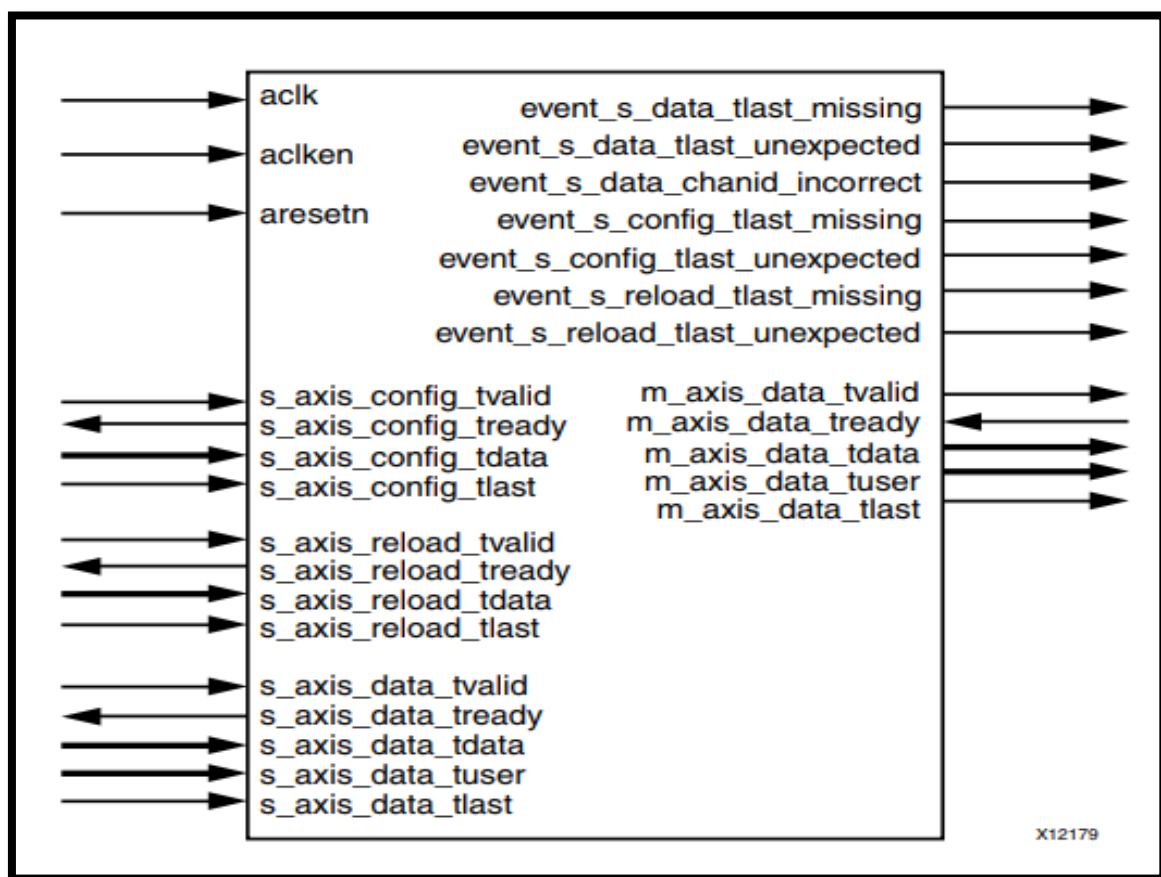 aclk
aclken
aresetn
s_axis_config_tvalid
s_axis_config_tready
s_axis_config_tdata
s_axis_config_tlast
s_axis_reload_tvalid
s_axis_reload_tready
s_axis_reload_tdata
s_axis_reload_tlast
s_axis_data_tvalid
s_axis_data_tready
s_axis_data_tdata
s_axis_data_tuser
s_axis_data_tlast
event_s_data_tlast_missing
event_s_data_tlast_unexpected
event_s_data_chanid_incorrect
event_s_config_tlast_missing
event_s_config_tlast_unexpected
event_s_reload_tlast_missing
event_s_reload_tlast_unexpected
m_axis_data_tvalid
m_axis_data_tready
m_axis_data_tdata
m_axis_data_tuser
m_axis_data_tlast
X12179